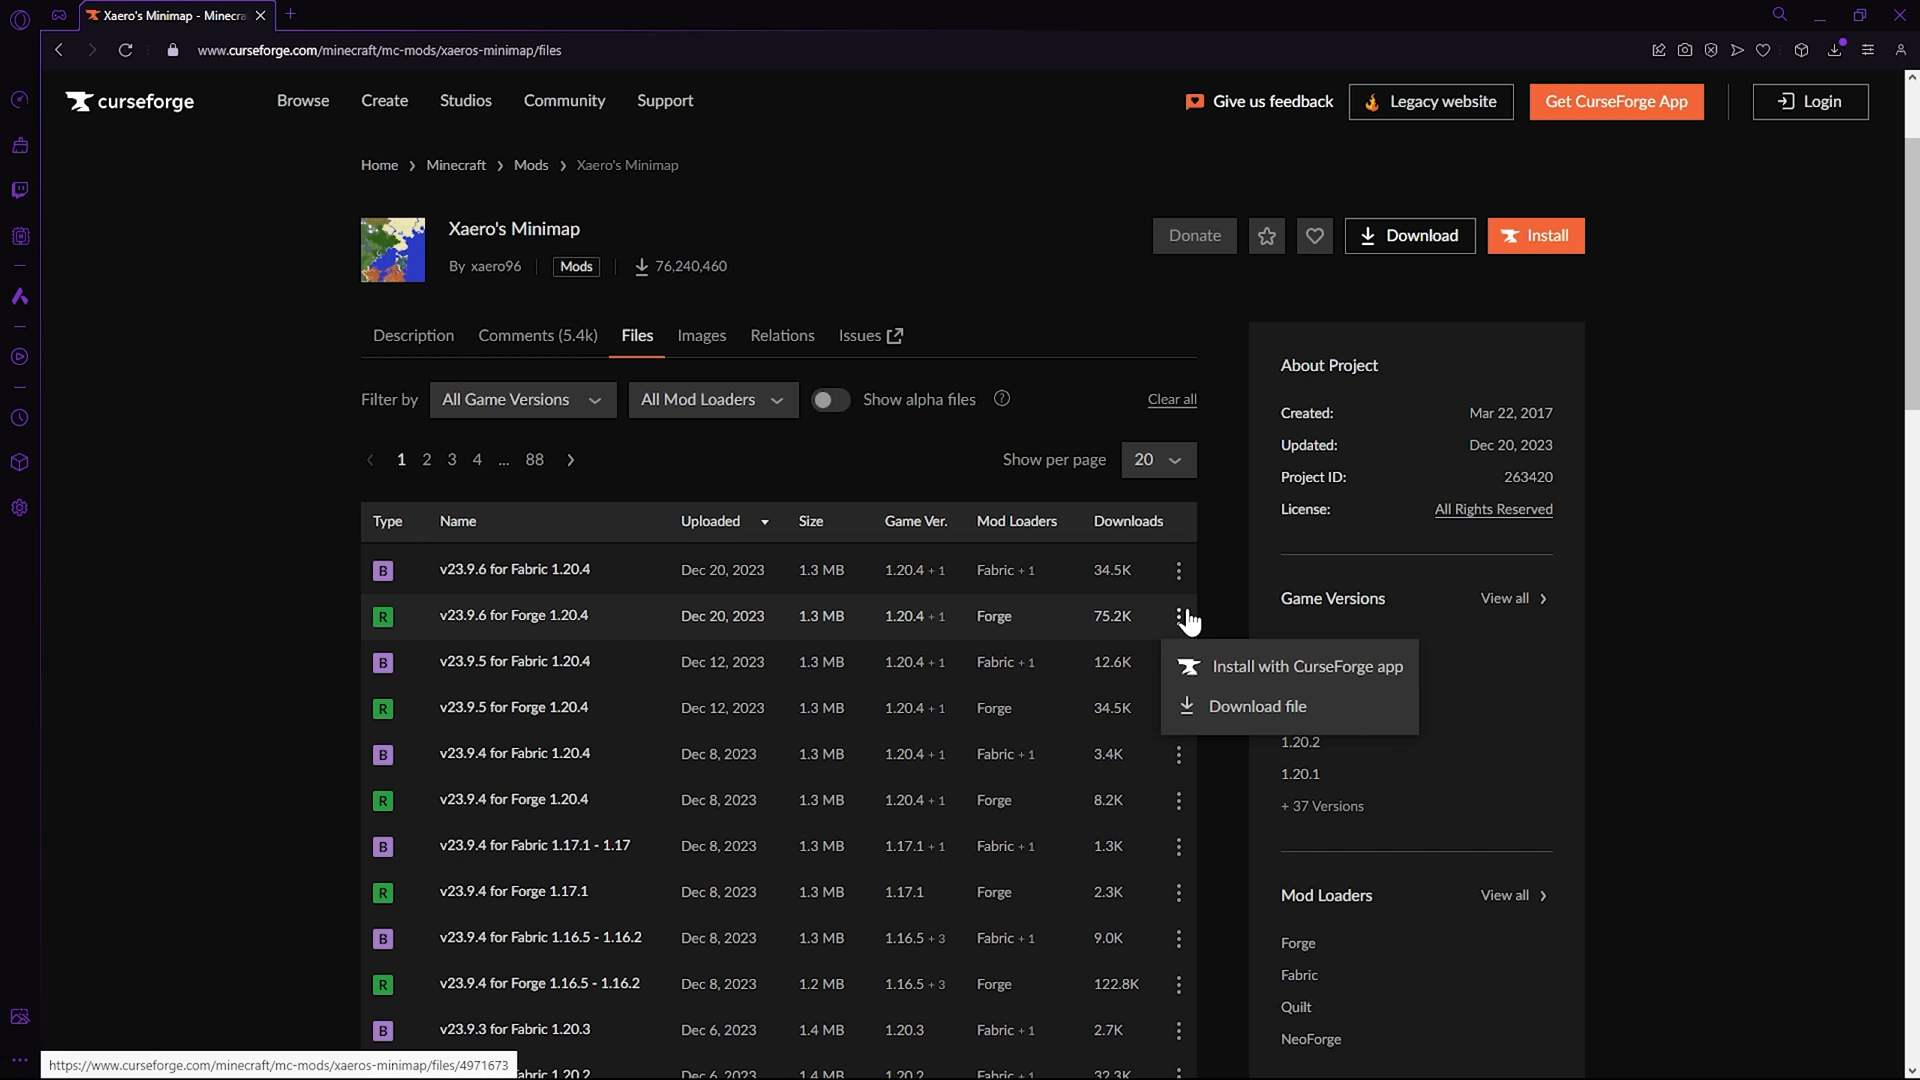 Xaero's Minimap - Minecra
www.curseforge.com/minecraft/mc-mods/xaeros-minimap/files
curseforge Browse Create Studios Community Support Give us feedback Legacy website Get CurseForge App Login
Home > Minecraft > Mods > Xaero's Minimap
Xaero's Minimap
By xaero96 Mods 76,240,460
Donate Download Install
Description Comments (5.4k) Files Images Relations Issues
Filter by All Game Versions All Mod Loaders Show alpha files ? Clear all
< 1 2 3 4 ... 88 > Show per page 20
Type Name Uploaded Size Game Ver. Mod Loaders Downloads
B v23.9.6 for Fabric 1.20.4 Dec 20, 2023 1.3 MB 1.20.4 + 1 Fabric + 1 34.5K
R v23.9.6 for Forge 1.20.4 Dec 20, 2023 1.3 MB 1.20.4 + 1 Forge 75.2K
B v23.9.5 for Fabric 1.20.4 Dec 12, 2023 1.3 MB 1.20.4 + 1 Fabric + 1 12.6K
R v23.9.5 for Forge 1.20.4 Dec 12, 2023 1.3 MB 1.20.4 + 1 Forge 34.5K
B v23.9.4 for Fabric 1.20.4 Dec 8, 2023 1.3 MB 1.20.4 + 1 Fabric + 1 3.4K
R v23.9.4 for Forge 1.20.4 Dec 8, 2023 1.3 MB 1.20.4 + 1 Forge 8.2K
B v23.9.4 for Fabric 1.17.1 - 1.17 Dec 8, 2023 1.3 MB 1.17.1 + 1 Fabric + 1 1.3K
R v23.9.4 for Forge 1.17.1 Dec 8, 2023 1.3 MB 1.17.1 Forge 2.3K
B v23.9.4 for Fabric 1.16.5 - 1.16.2 Dec 8, 2023 1.3 MB 1.16.5 + 3 Fabric + 1 9.0K
R v23.9.4 for Forge 1.16.5 - 1.16.2 Dec 8, 2023 1.2 MB 1.16.5 + 3 Forge 122.8K
B v23.9.3 for Fabric 1.20.3 Dec 6, 2023 1.4 MB 1.20.3 Fabric + 1 2.7K
abric 1.20.2 Dec 6, 2023 1.4 MB 1.20.2 Fabric + 1 32.3K
Install with CurseForge app
Download file
About Project
Created: Mar 22, 2017
Updated: Dec 20, 2023
Project ID: 263420
License: All Rights Reserved
Game Versions View all >
1.20.2
1.20.1
+ 37 Versions
Mod Loaders View all >
Forge
Fabric
Quilt
NeoForge
https://www.curseforge.com/minecraft/mc-mods/xaeros-minimap/files/4971673